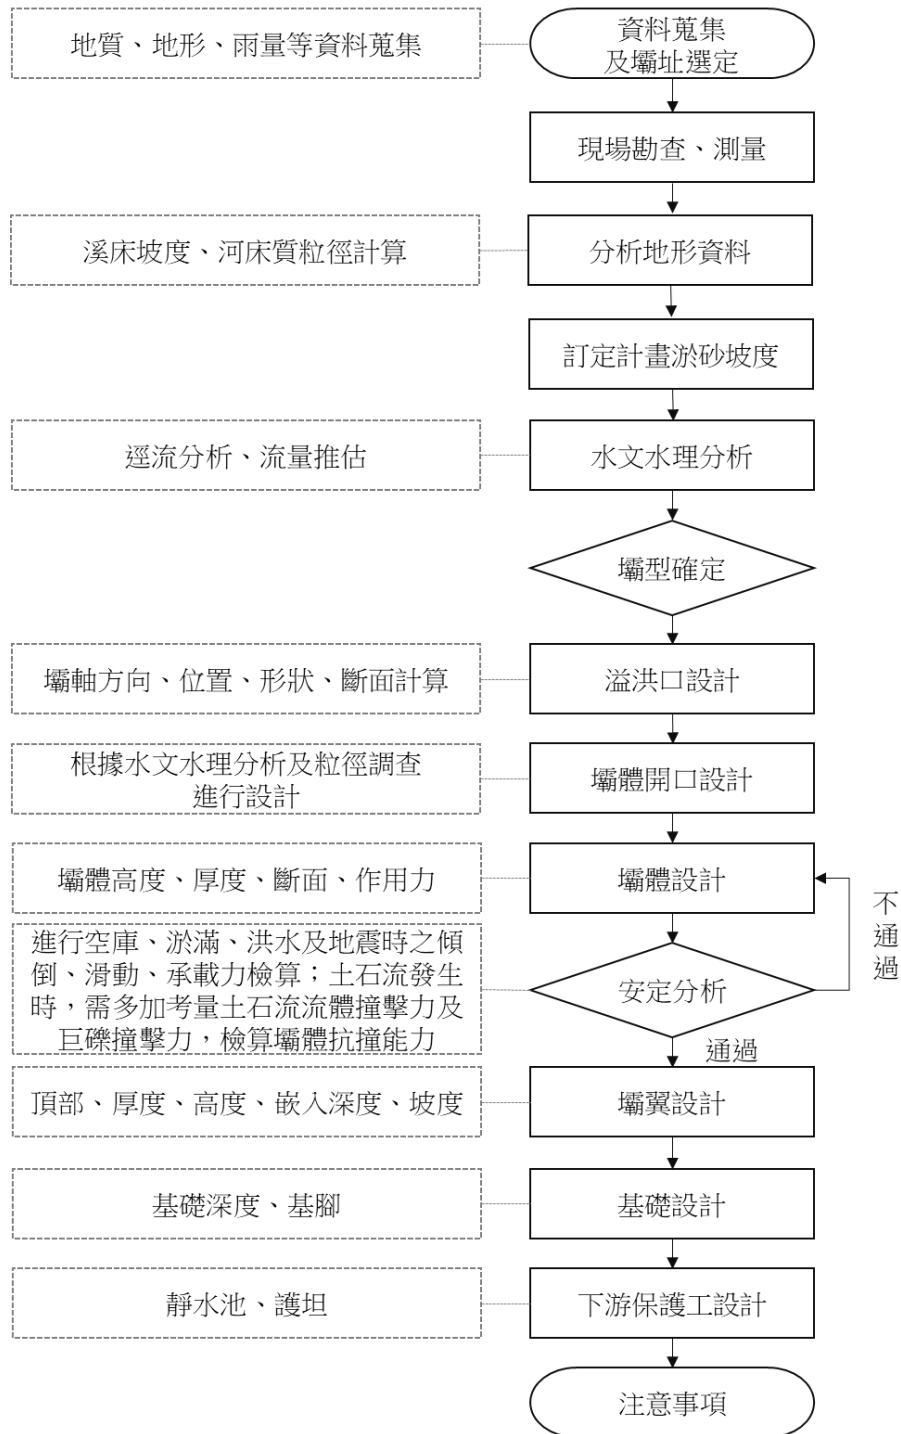 地質、地形、雨量等資料蒐集
資料蒐集
及壩址選定
現場勘查、測量
溪床坡度、河床質粒徑計算
分析地形資料
訂定計畫淤砂坡度
逕流分析、流量推估
水文水理分析
壩型確定
壩軸方向、位置、形狀、斷面計算
溢洪口設計
根據水文水理分析及粒徑調查
進行設計
壩體開口設計
壩體高度、厚度、斷面、作用力
壩體設計
不
通
過
進行空庫、淤滿、洪水及地震時之傾
倒、滑動、承載力檢算；土石流發生
時，需多加考量土石流流體撞擊力及
巨礫撞擊力，檢算壩體抗撞能力
安定分析
通過
頂部、厚度、高度、嵌入深度、坡度
壩翼設計
基礎深度、基腳
基礎設計
靜水池、護坦
下游保護工設計
注意事項